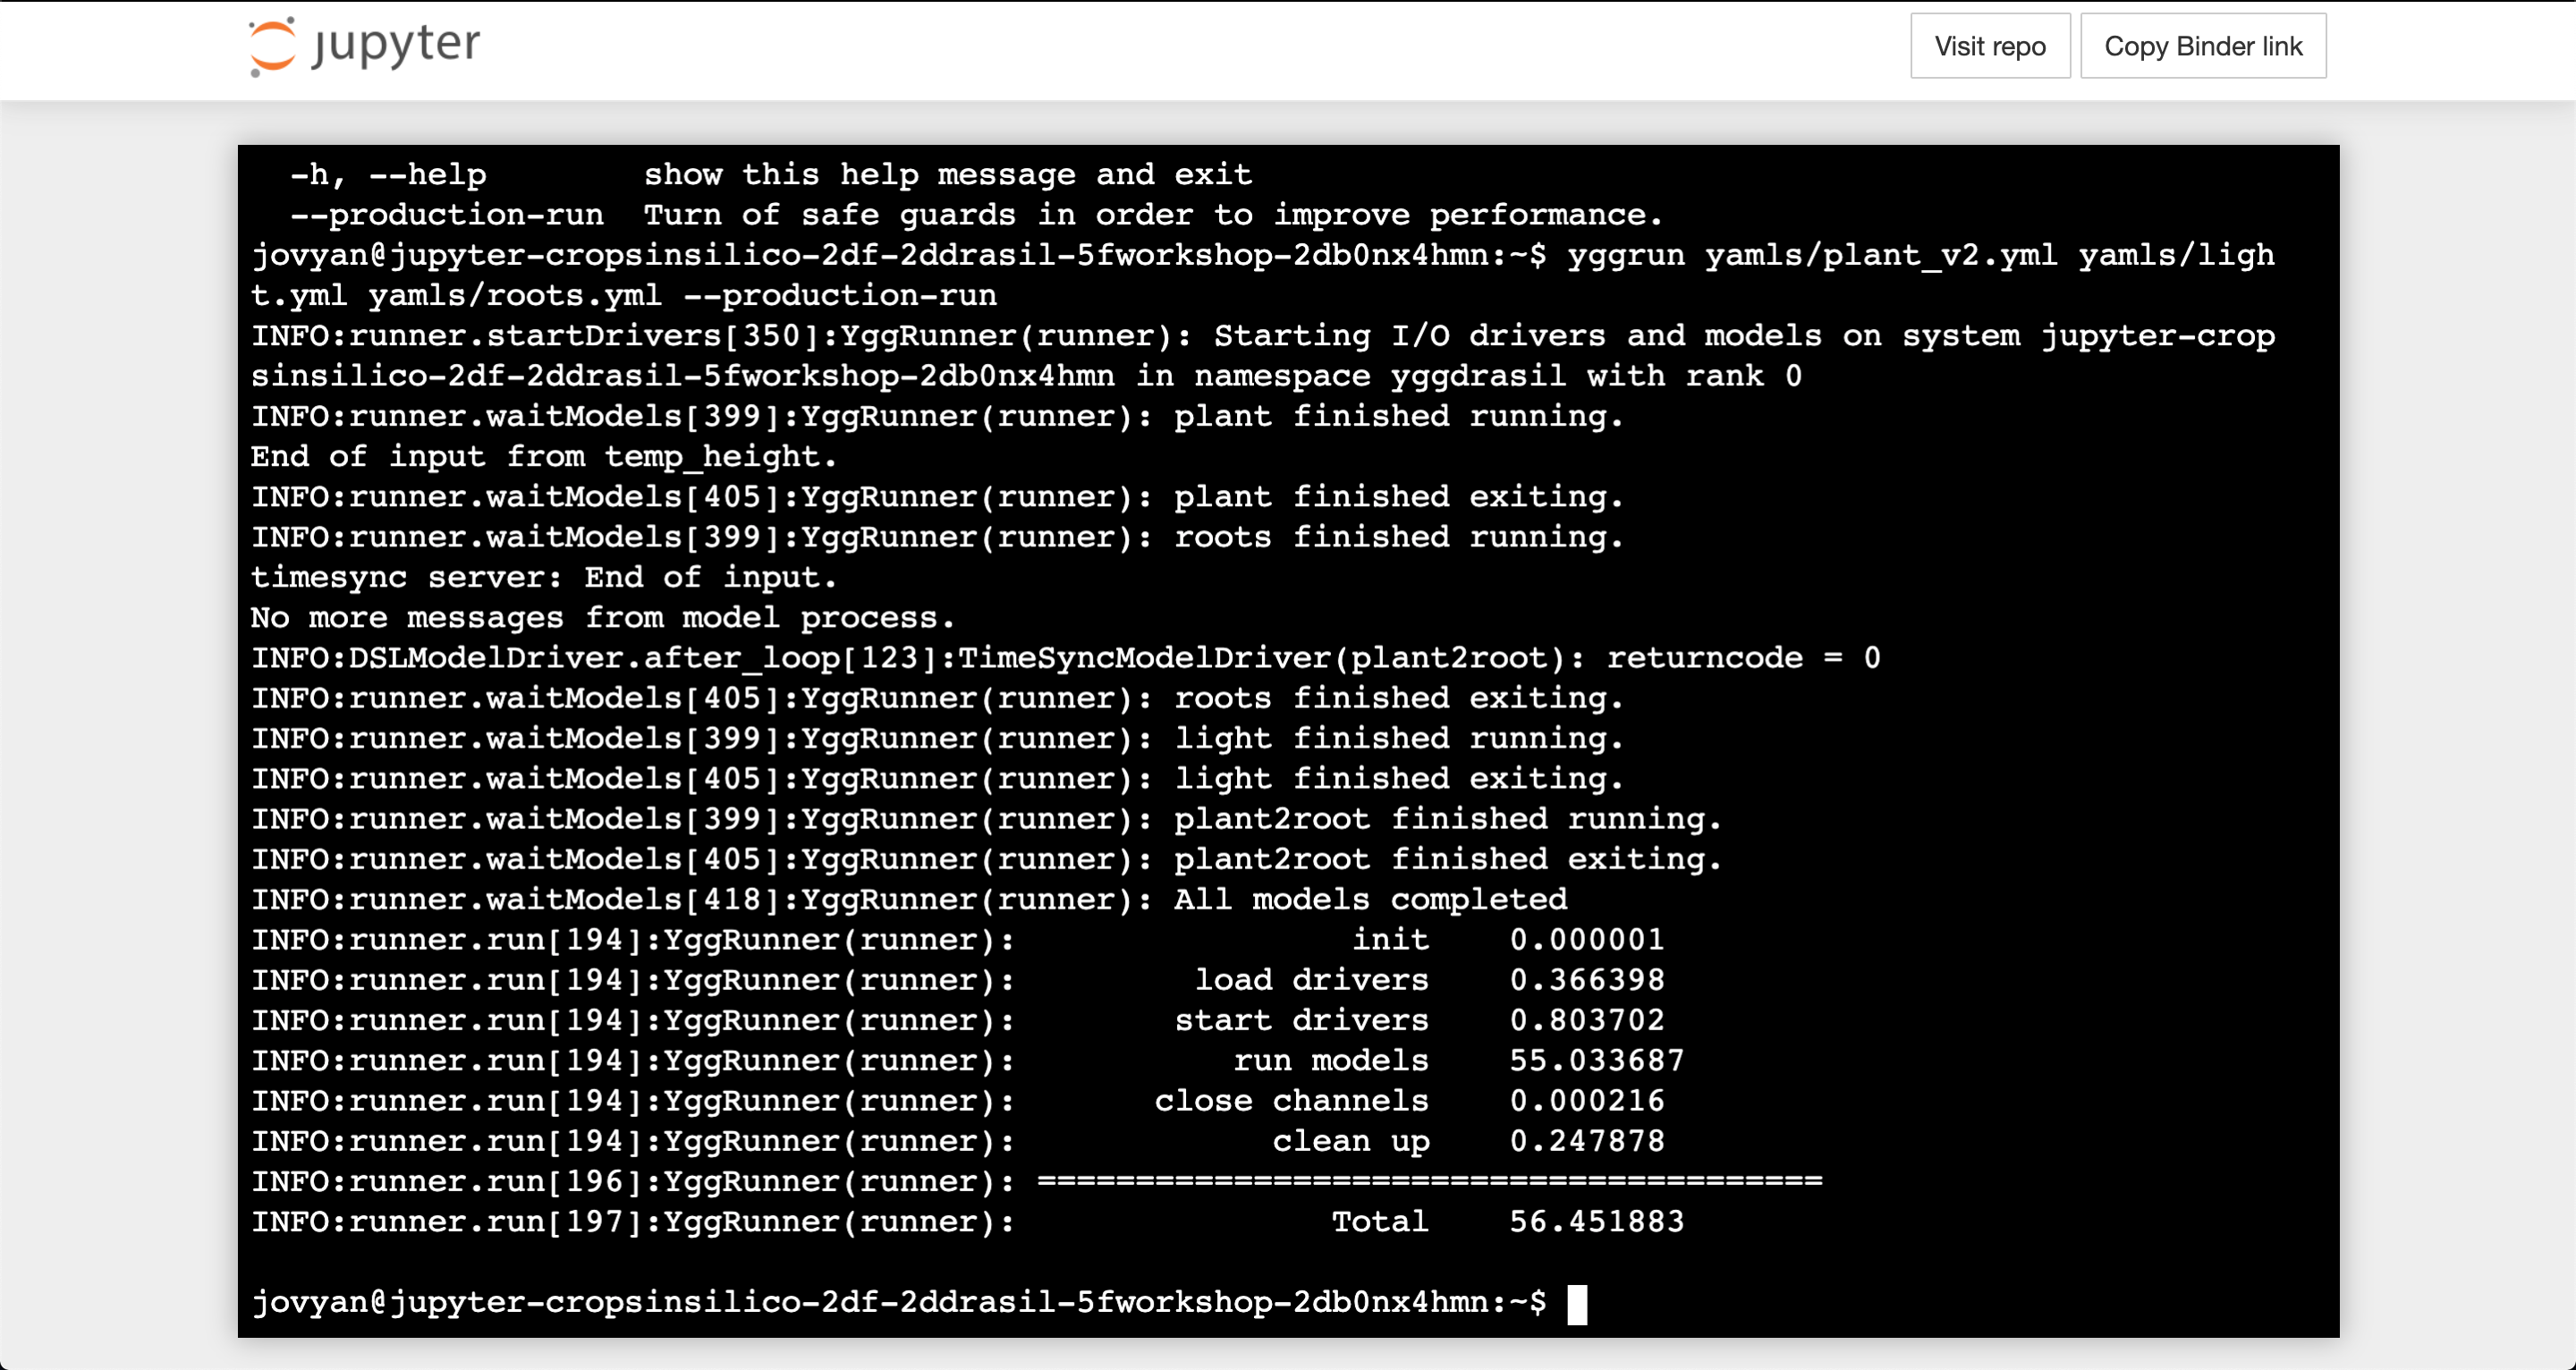 jupyter
Visit repo
Copy Binder link
  -h, --help        show this help message and exit
  --production-run  Turn of safe guards in order to improve performance.
jovyan@jupyter-cropsinsilico-2df-2ddrasil-5fworkshop-2db0nx4hmn:~$ yggrun yamls/plant_v2.yml yamls/ligh
t.yml yamls/roots.yml --production-run
INFO:runner.startDrivers[350]:YggRunner(runner): Starting I/O drivers and models on system jupyter-crop
sinsilico-2df-2ddrasil-5fworkshop-2db0nx4hmn in namespace yggdrasil with rank 0
INFO:runner.waitModels[399]:YggRunner(runner): plant finished running.
End of input from temp_height.
INFO:runner.waitModels[405]:YggRunner(runner): plant finished exiting.
INFO:runner.waitModels[399]:YggRunner(runner): roots finished running.
timesync server: End of input.
No more messages from model process.
INFO:DSLModelDriver.after_loop[123]:TimeSyncModelDriver(plant2root): returncode = 0
INFO:runner.waitModels[405]:YggRunner(runner): roots finished exiting.
INFO:runner.waitModels[399]:YggRunner(runner): light finished running.
INFO:runner.waitModels[405]:YggRunner(runner): light finished exiting.
INFO:runner.waitModels[399]:YggRunner(runner): plant2root finished running.
INFO:runner.waitModels[405]:YggRunner(runner): plant2root finished exiting.
INFO:runner.waitModels[418]:YggRunner(runner): All models completed
INFO:runner.run[194]:YggRunner(runner):                 init    0.000001
INFO:runner.run[194]:YggRunner(runner):         load drivers    0.366398
INFO:runner.run[194]:YggRunner(runner):        start drivers    0.803702
INFO:runner.run[194]:YggRunner(runner):           run models    55.033687
INFO:runner.run[194]:YggRunner(runner):       close channels    0.000216
INFO:runner.run[194]:YggRunner(runner):             clean up    0.247878
INFO:runner.run[196]:YggRunner(runner): ========================================
INFO:runner.run[197]:YggRunner(runner):                Total    56.451883
jovyan@jupyter-cropsinsilico-2df-2ddrasil-5fworkshop-2db0nx4hmn:~$